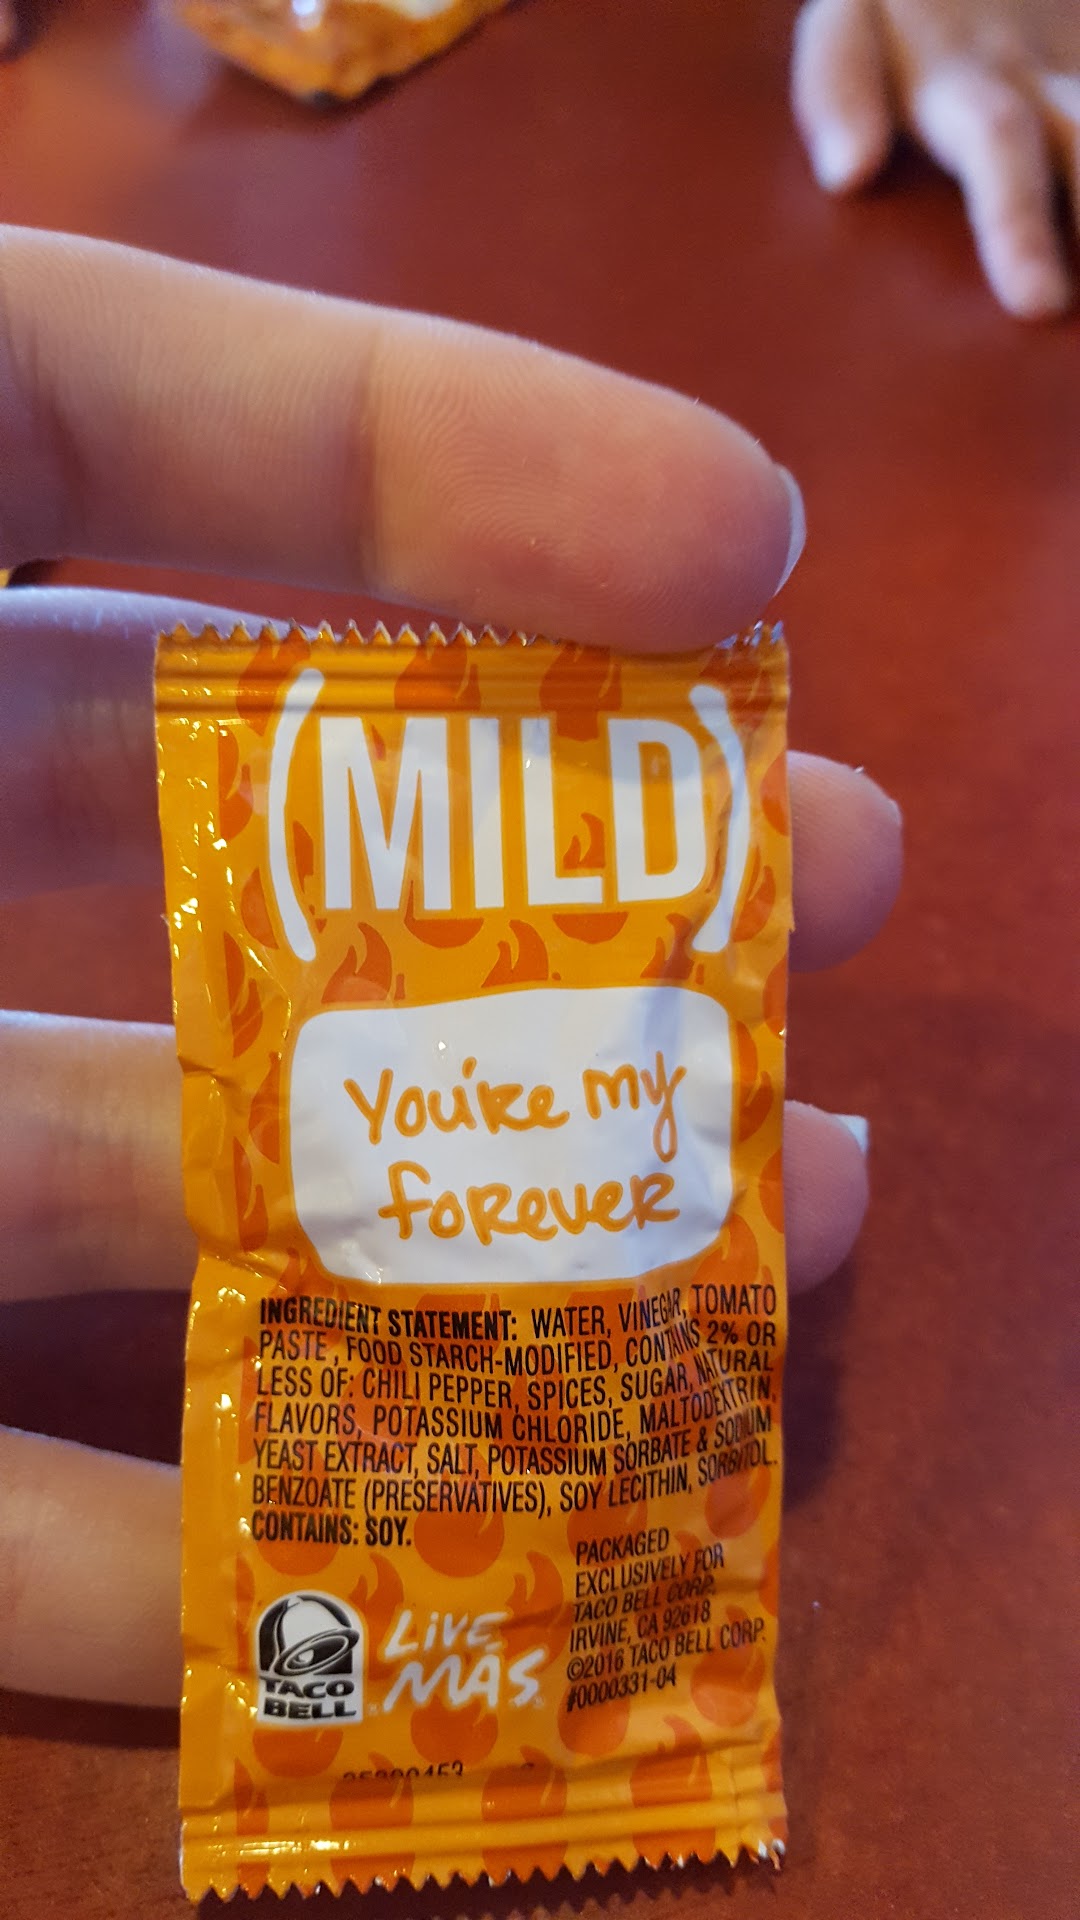 (MILD)
You're my
forever
INGREDIENT STATEMENT: WATER, VINEGAR, TOMATO
PASTE, FOOD STARCH-MODIFIED, CONTAINS 2% OR
LESS OF: CHILI PEPPER, SPICES, SUGAR, NATURAL
FLAVORS, POTASSIUM CHLORIDE, MALTODEXTRIN,
YEAST EXTRACT, SALT, POTASSIUM SORBATE & SODIUM
BENZOATE (PRESERVATIVES), SOY LECITHIN, SORBITOL.
CONTAINS: SOY.
PACKAGED
EXCLUSIVELY FOR
TACO BELL CORP.
IRVINE, CA 92618
©2016 TACO BELL CORP.
#0000331-04
TACO
BELL
LIVE
MÁS